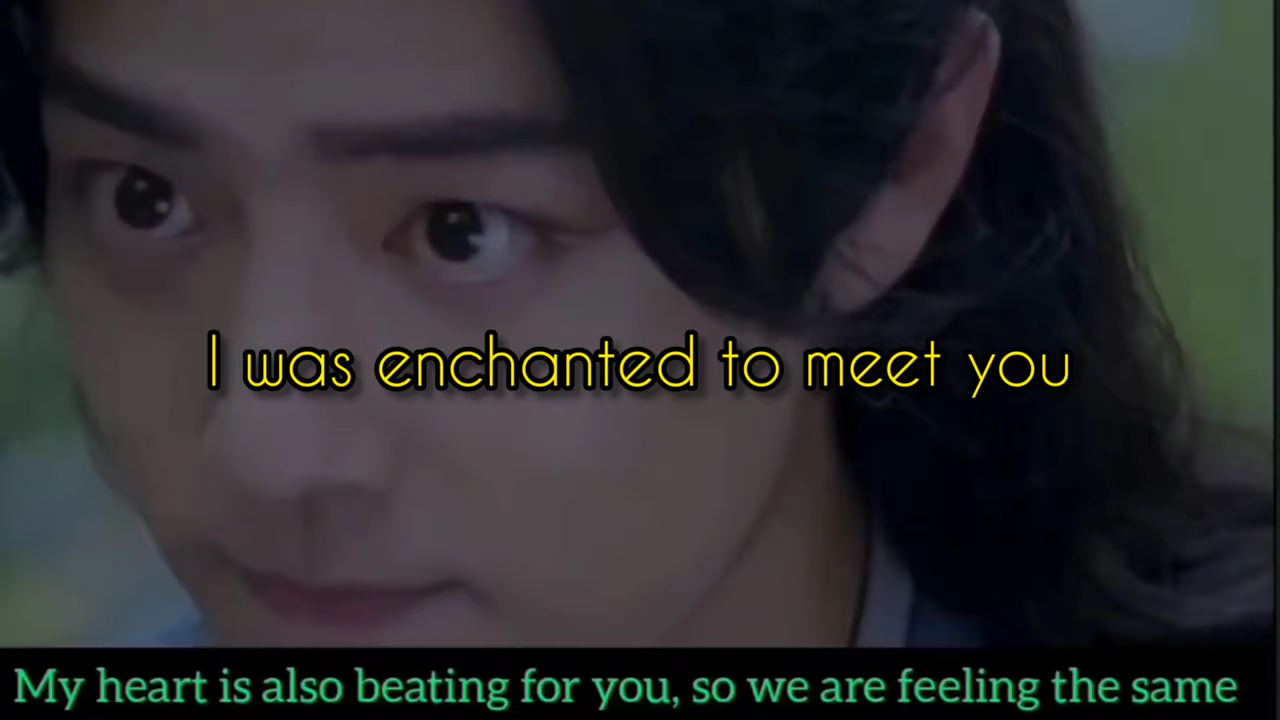 I was enchanted to meet you
My heart is also beating for you, so we are feeling the same